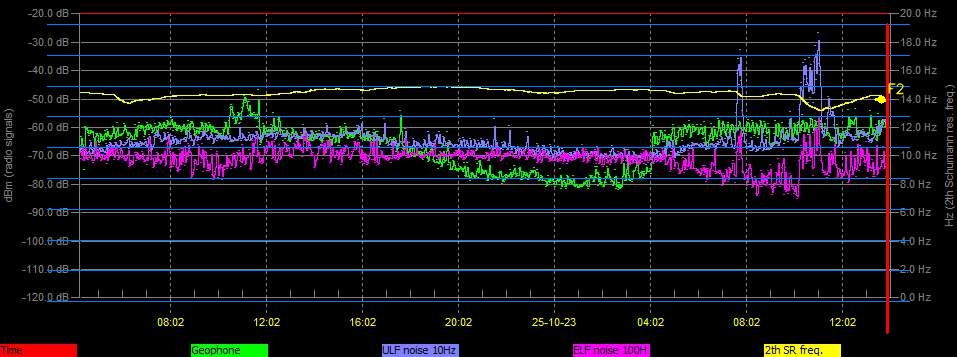 -20.0 dB 20.0 Hz
-30.0 dB 18.0 Hz
-40.0 dB 16.0 Hz
F2
-50.0 dB 14.0 Hz
-60.0 dB 12.0 Hz
-70.0 dB 10.0 Hz
-80.0 dB 8.0 Hz
-90.0 dB 6.0 Hz
-100.0 dB 4.0 Hz
-110.0 dB 2.0 Hz
-120.0 dB 0.0 Hz
dBm (radio signals)
Hz (2th Schumann res. freq.)
08:02 12:02 16:02 20:02 25-10-23 04:02 08:02 12:02
Time Geophone ULF noise 10Hz ELF noise 100H 2th SR freq.